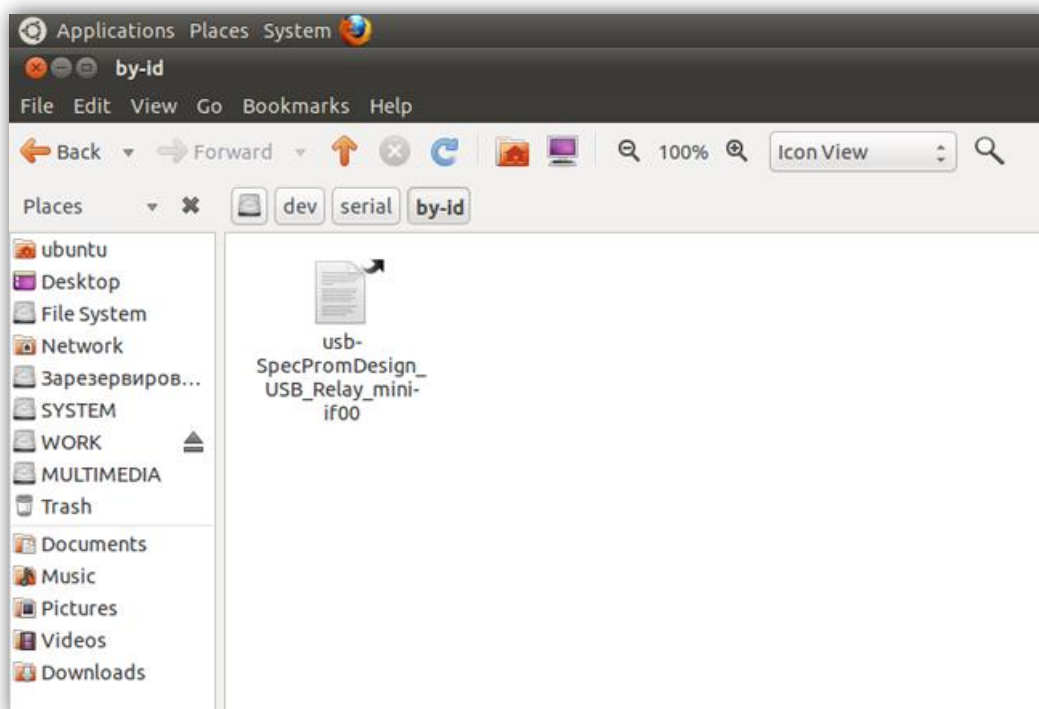 Applications Places System
by-id
File Edit View Go Bookmarks Help
Back Forward 100% Icon View
Places dev serial by-id
ubuntu
Desktop
File System
Network
Зарезервиров...
SYSTEM
WORK
MULTIMEDIA
Trash
Documents
Music
Pictures
Videos
Downloads
usb-
SpecPromDesign_
USB_Relay_mini-
if00